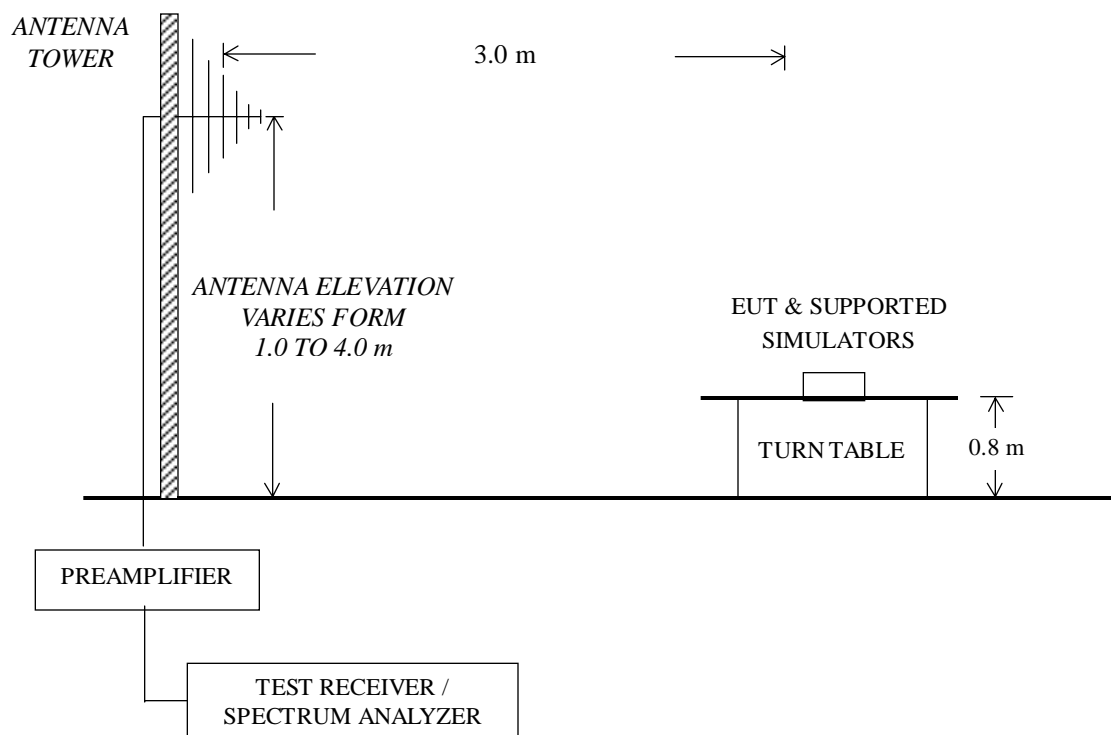 ANTENNA
TOWER
3.0 m
ANTENNA ELEVATION
VARIES FORM
1.0 TO 4.0 m
EUT & SUPPORTED
SIMULATORS
TURN TABLE
0.8 m
PREAMPLIFIER
TEST RECEIVER /
SPECTRUM ANALYZER